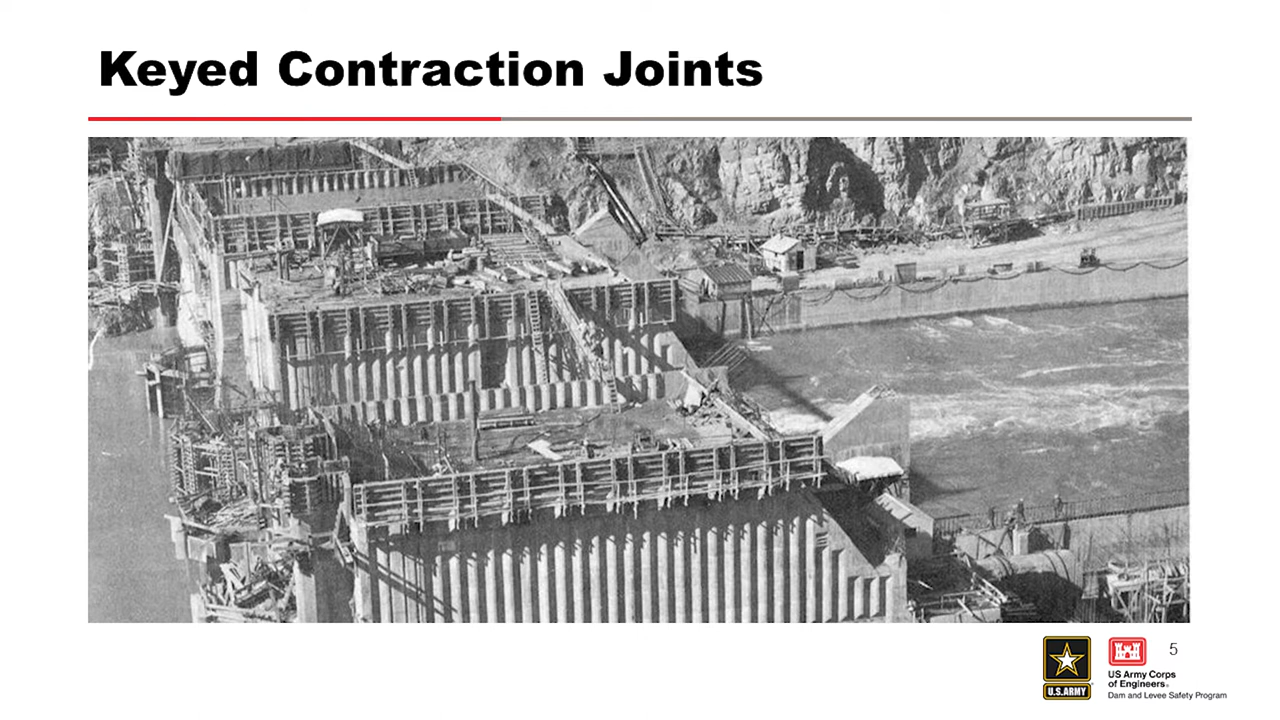 Keyed Contraction Joints
5
U.S.ARMY
US Army Corps
of Engineers®
Dam and Levee Safety Program